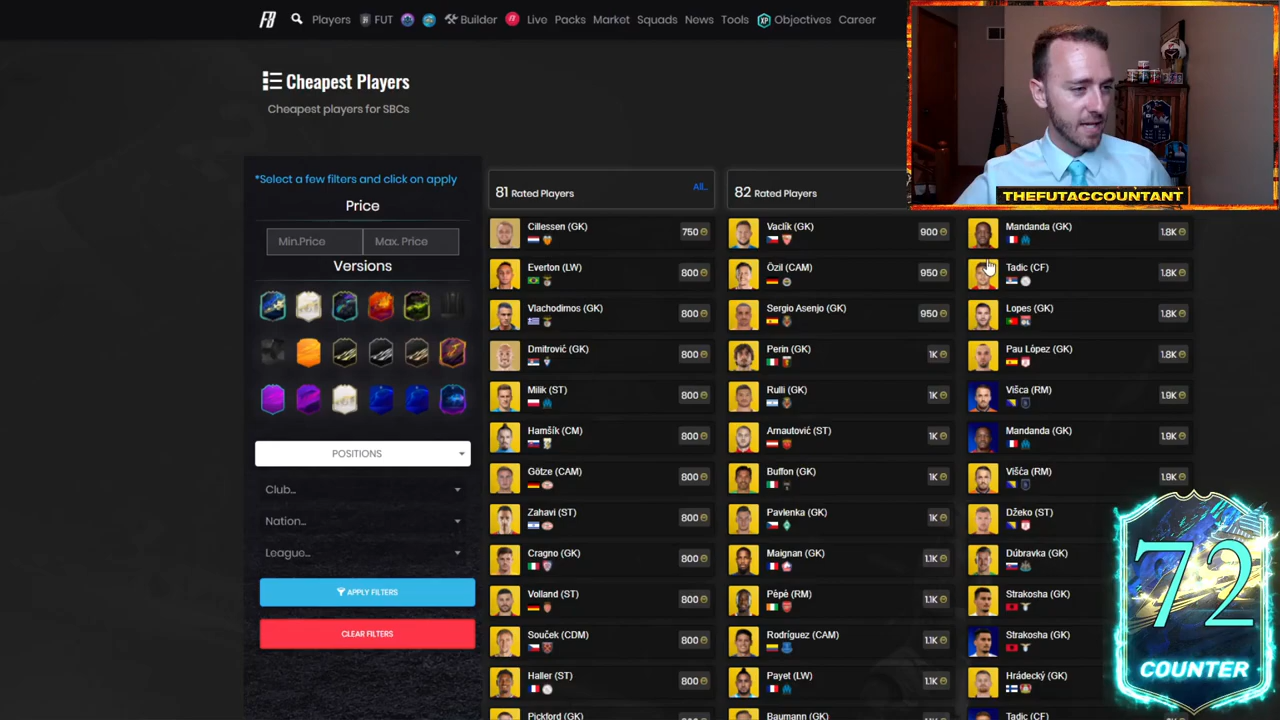 FB Players FUT Builder Live Packs Market Squads News Tools XP Objectives Career
Cheapest Players
Cheapest players for SBCs
*Select a few filters and click on apply
Price
Min.Price Max. Price
Versions
POSITIONS
Club...
Nation...
League...
APPLY FILTERS
CLEAR FILTERS
81 Rated Players All..
Cillessen (GK) 750
Everton (LW) 800
Vlachodimos (GK) 800
Dmitrović (GK) 800
Milik (ST) 800
Hamšík (CM) 800
Götze (CAM) 800
Zahavi (ST) 800
Cragno (GK) 800
Volland (ST) 800
Souček (CDM) 800
Haller (ST) 800
Pickford (GK)
82 Rated Players
Vaclík (GK) 900
Özil (CAM) 950
Sergio Asenjo (GK) 950
Perin (GK) 1K
Rulli (GK) 1K
Arnautović (ST) 1K
Buffon (GK) 1K
Pavlenka (GK) 1K
Maignan (GK) 1.1K
Pépé (RM) 1.1K
Rodríguez (CAM) 1.1K
Payet (LW) 1.1K
Baumann (GK)
Mandanda (GK) 1.8K
Tadic (CF) 1.8K
Lopes (GK) 1.8K
Pau López (GK) 1.8K
Višca (RM) 1.9K
Mandanda (GK) 1.9K
Višća (RM) 1.9K
Džeko (ST)
Dúbravka (GK)
Strakosha (GK)
Strakosha (GK)
Hrádecký (GK)
Tadic (CF)
THEFUTACCOUNTANT
72
COUNTER